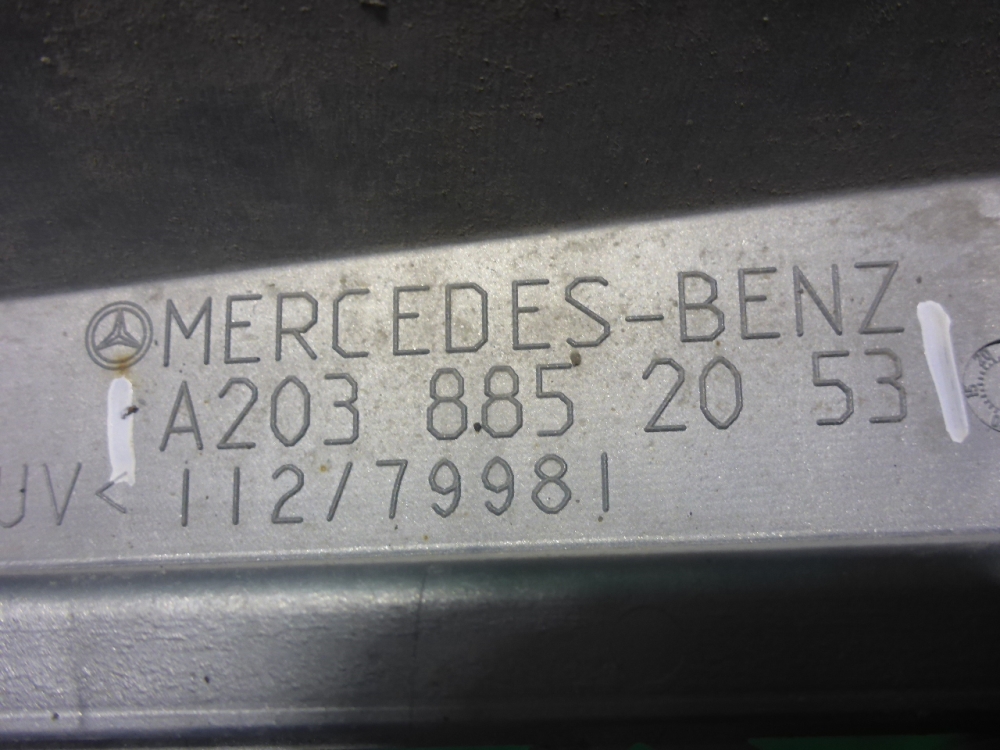 MERCEDES-BENZ
A203 885 20 53
UV< 112/79981